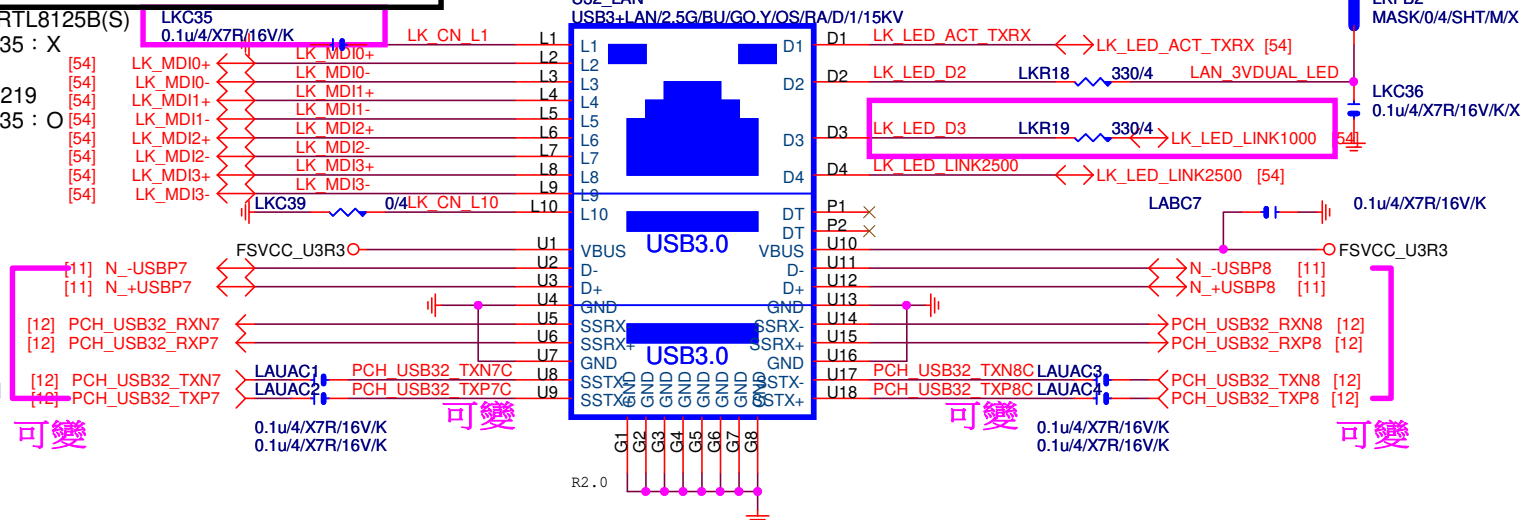 RTL8125B(S)
35：X
219
35：O
LKC35
0.1u/4/X7R/16V/K
USB3+LAN/2.5G/BU/GO.Y/OS/RA/D/1/15KV
MASK/0/4/SHT/M/X
LK_CN_L1 L1 L1
[54] LK_MDI0+ LK_MDI0+ L2 L2
[54] LK_MDI0- LK_MDI0- L3 L3
[54] LK_MDI1+ LK_MDI1+ L4 L4
[54] LK_MDI1- LK_MDI1- L5 L5
[54] LK_MDI2+ LK_MDI2+ L6 L6
[54] LK_MDI2- LK_MDI2- L7 L7
[54] LK_MDI3+ LK_MDI3+ L8 L8
[54] LK_MDI3- LK_MDI3- L9 L9
LKC39 0/4 LK_CN_L10 L10 L10
D1 D1 LK_LED_ACT_TXRX LK_LED_ACT_TXRX [54]
D2 D2 LK_LED_D2 LKR18 330/4 LAN_3VDUAL_LED
LKC36
0.1u/4/X7R/16V/K/X
D3 D3 LK_LED_D3 LKR19 330/4 LK_LED_LINK1000 [54]
D4 D4 LK_LED_LINK2500 LK_LED_LINK2500 [54]
DT P1
DT P2
LABC7 0.1u/4/X7R/16V/K
USB3.0
FSVCC_U3R3 U1 VBUS
[11] N_-USBP7 U2 D-
[11] N_+USBP7 U3 D+
U4 GND
[12] PCH_USB32_RXN7 U5 SSRX-
[12] PCH_USB32_RXP7 U6 SSRX+
U7 GND
[12] PCH_USB32_TXN7 LAUAC1 PCH_USB32_TXN7C U8 SSTX-
[12] PCH_USB32_TXP7 LAUAC2 PCH_USB32_TXP7C U9 SSTX+
0.1u/4/X7R/16V/K
0.1u/4/X7R/16V/K
可變
可變
USB3.0
VBUS U10 FSVCC_U3R3
D- U11 N_-USBP8 [11]
D+ U12 N_+USBP8 [11]
GND U13
SSRX- U14 PCH_USB32_RXN8 [12]
SSRX+ U15 PCH_USB32_RXP8 [12]
GND U16
SSTX- U17 PCH_USB32_TXN8C LAUAC3 PCH_USB32_TXN8 [12]
SSTX+ U18 PCH_USB32_TXP8C LAUAC4 PCH_USB32_TXP8 [12]
0.1u/4/X7R/16V/K
0.1u/4/X7R/16V/K
可變
可變
GND GND GND GND GND GND GND GND
G1 G2 G3 G4 G5 G6 G7 G8
R2.0